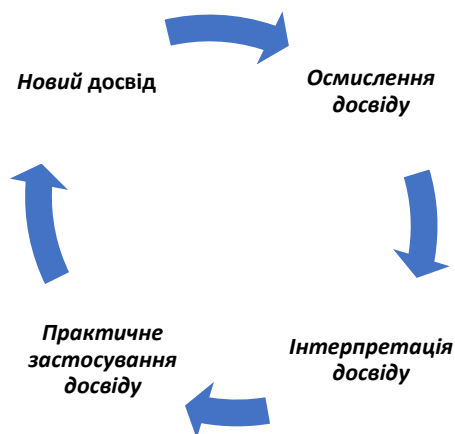 Новий досвід
Осмислення
досвіду
Інтерпретація
досвіду
Практичне
застосування
досвіду